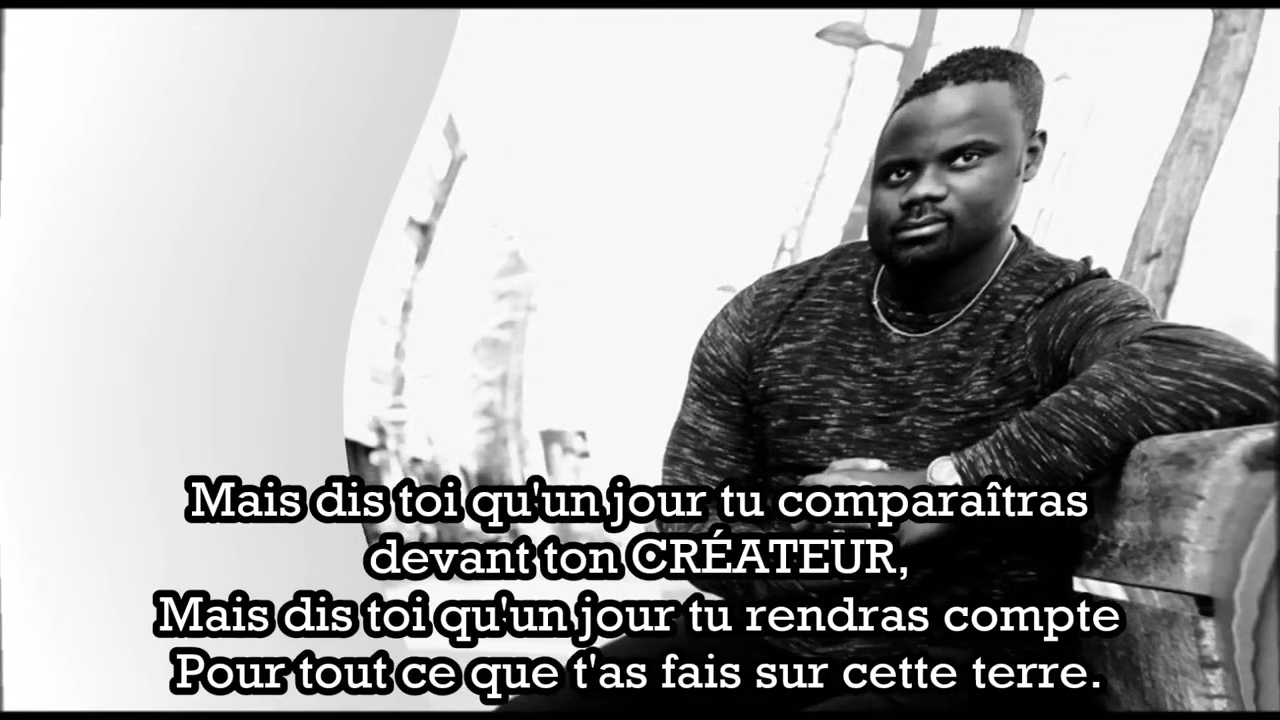 Mais dis toi qu'un jour tu comparaîtras
devant ton CRÉATEUR,
Mais dis toi qu'un jour tu rendras compte
Pour tout ce que t'as fais sur cette terre.